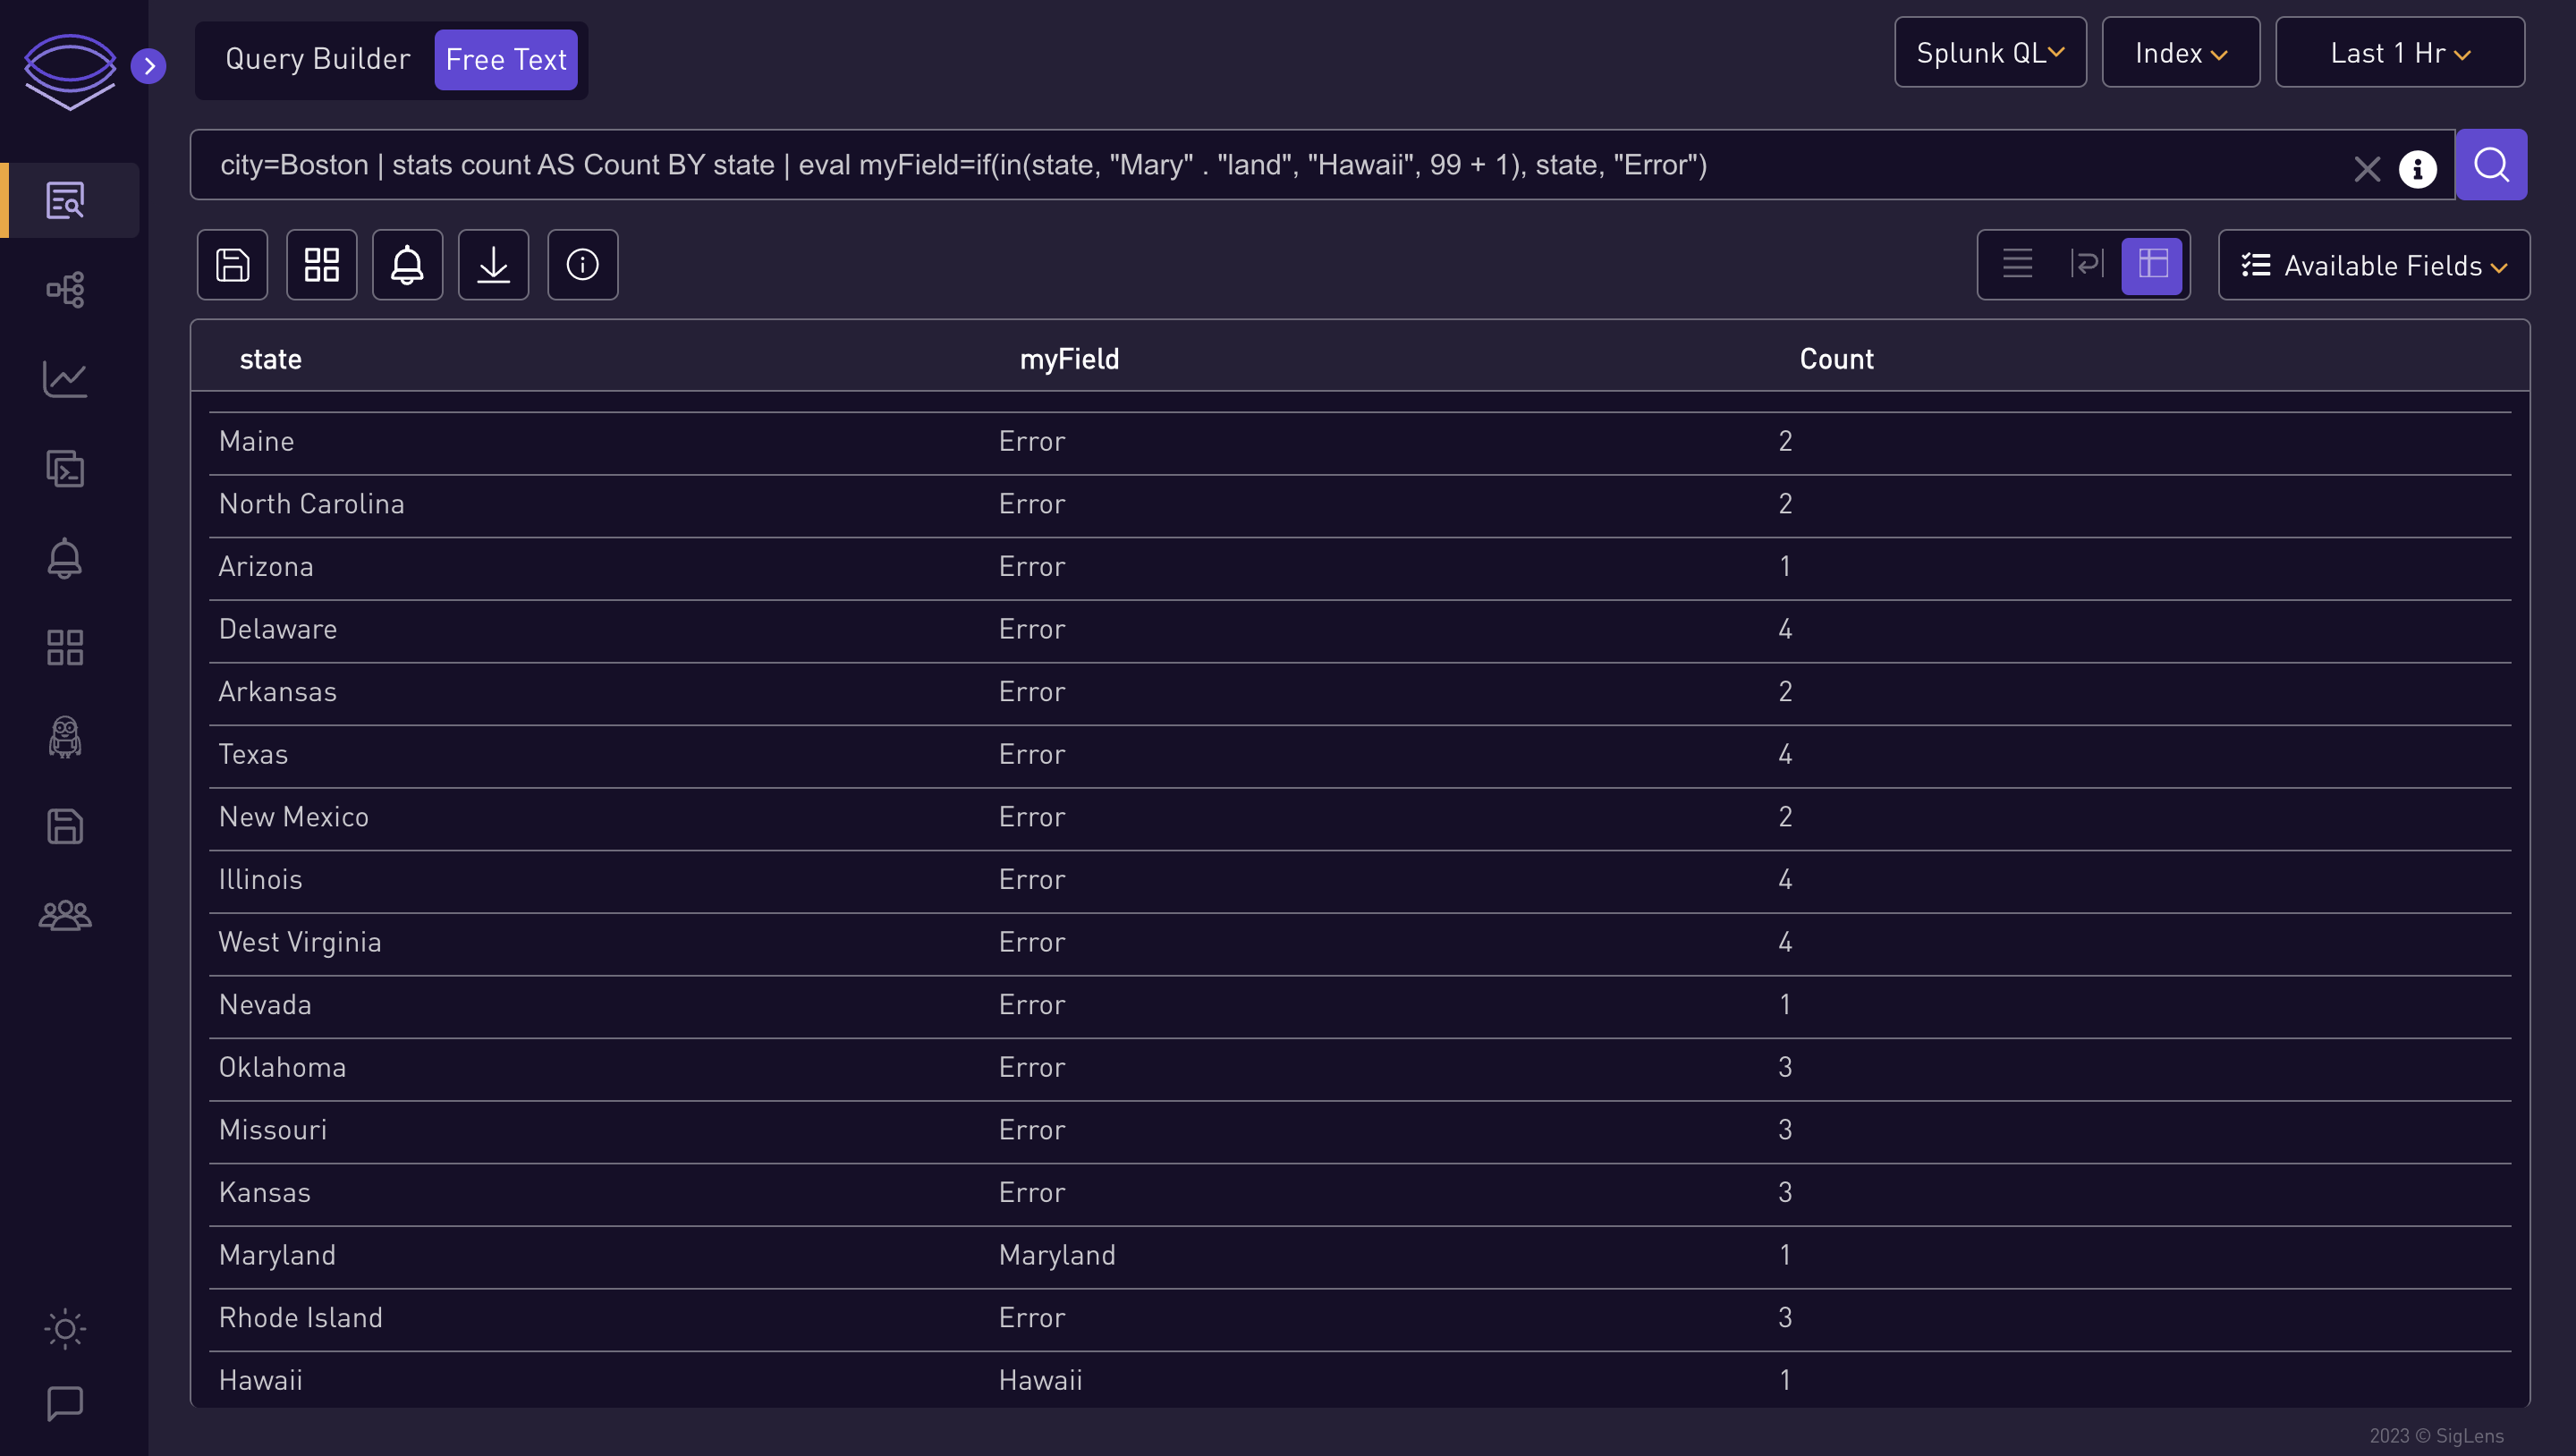 Query Builder Free Text Splunk QL Index Last 1 Hr
city=Boston | stats count AS Count BY state | eval myField=if(in(state, "Mary" . "land", "Hawaii", 99 + 1), state, "Error")
Available Fields
state myField Count
Maine Error 2
North Carolina Error 2
Arizona Error 1
Delaware Error 4
Arkansas Error 2
Texas Error 4
New Mexico Error 2
Illinois Error 4
West Virginia Error 4
Nevada Error 1
Oklahoma Error 3
Missouri Error 3
Kansas Error 3
Maryland Maryland 1
Rhode Island Error 3
Hawaii Hawaii 1
2023 © SigLens